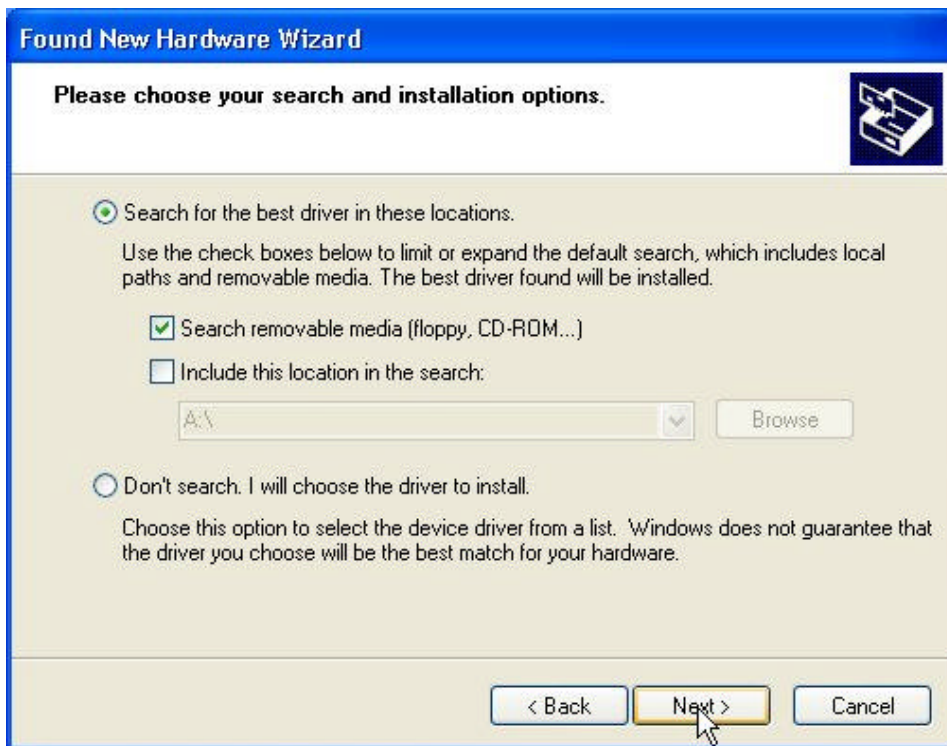 Found New Hardware Wizard
Please choose your search and installation options.
Search for the best driver in these locations.
Use the check boxes below to limit or expand the default search, which includes local
paths and removable media. The best driver found will be installed.
Search removable media (floppy, CD-ROM...)
Include this location in the search:
A:\
Browse
Don't search. I will choose the driver to install.
Choose this option to select the device driver from a list. Windows does not guarantee that
the driver you choose will be the best match for your hardware.
< Back
Next >
Cancel